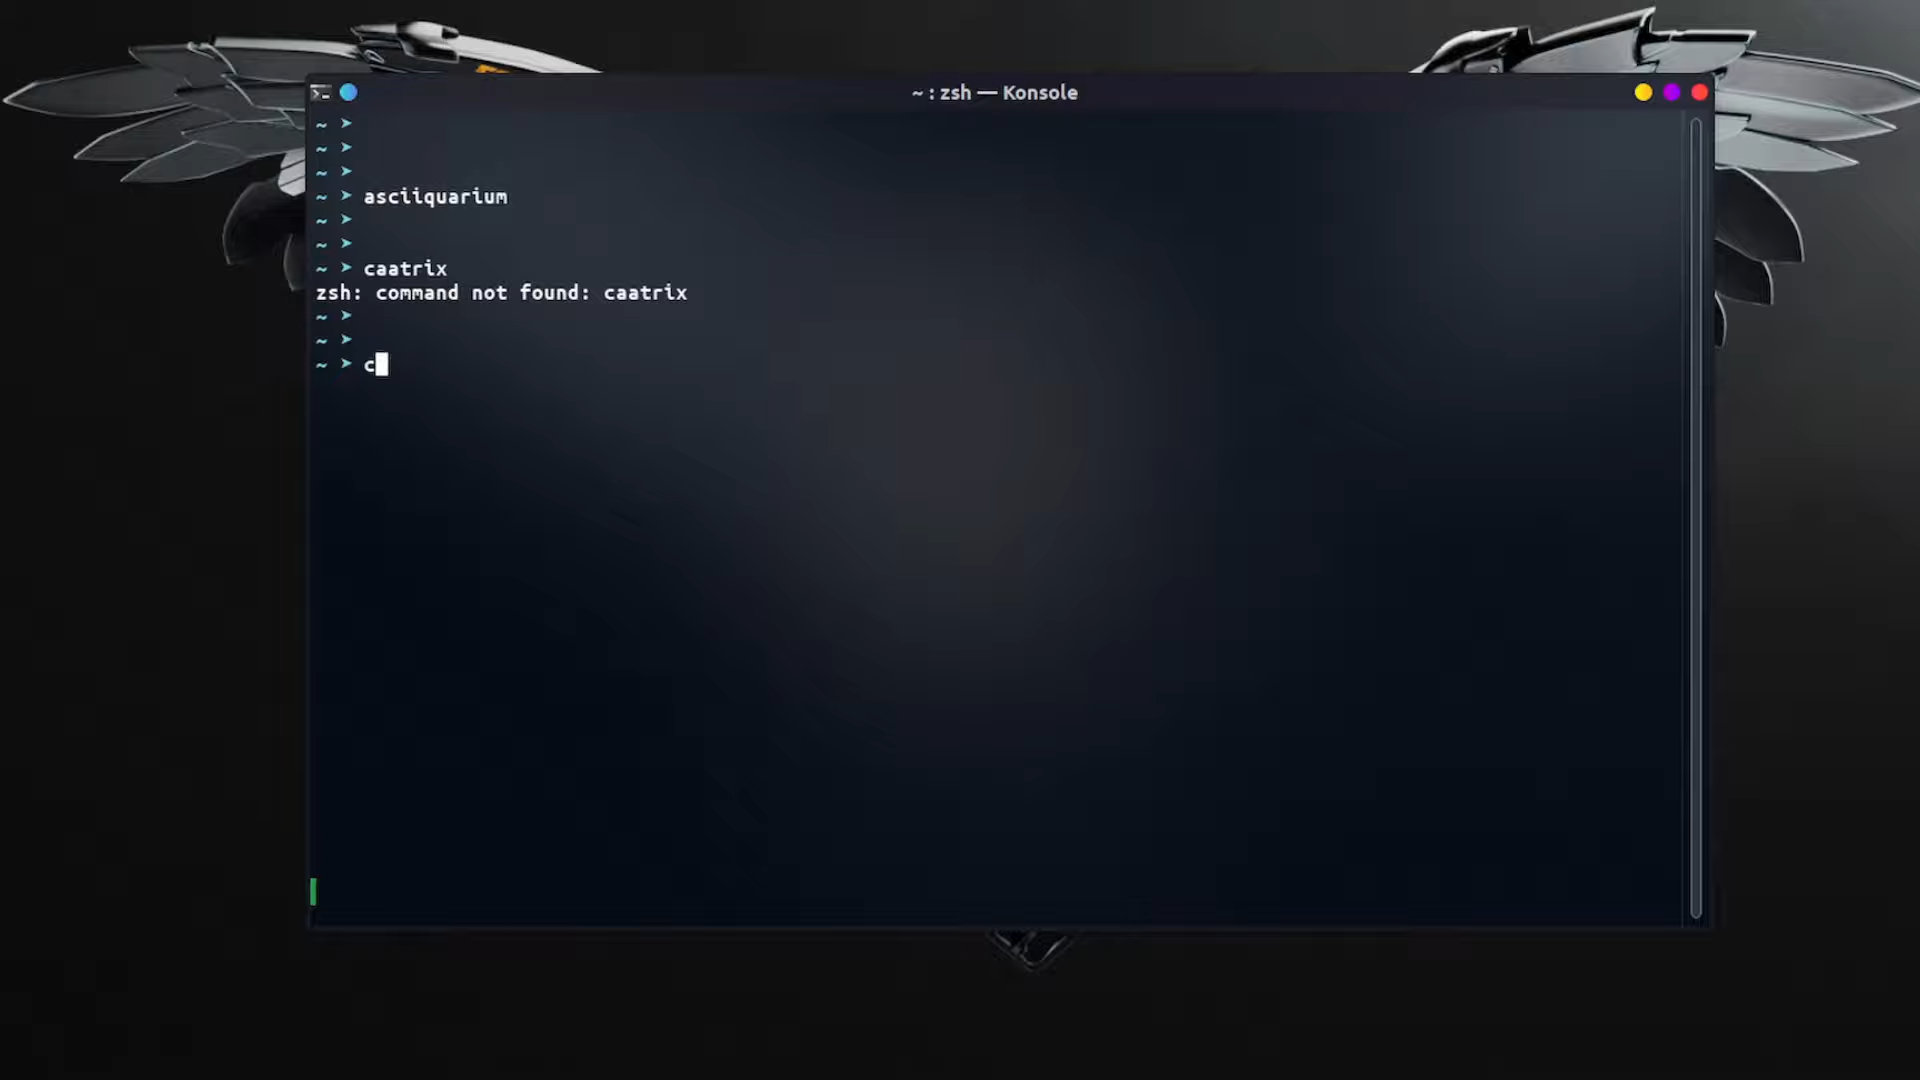 ~ : zsh — Konsole
~ ➤
~ ➤
~ ➤
~ ➤ asciiquarium
~ ➤
~ ➤
~ ➤ caatrix
zsh: command not found: caatrix
~ ➤
~ ➤
~ ➤ c